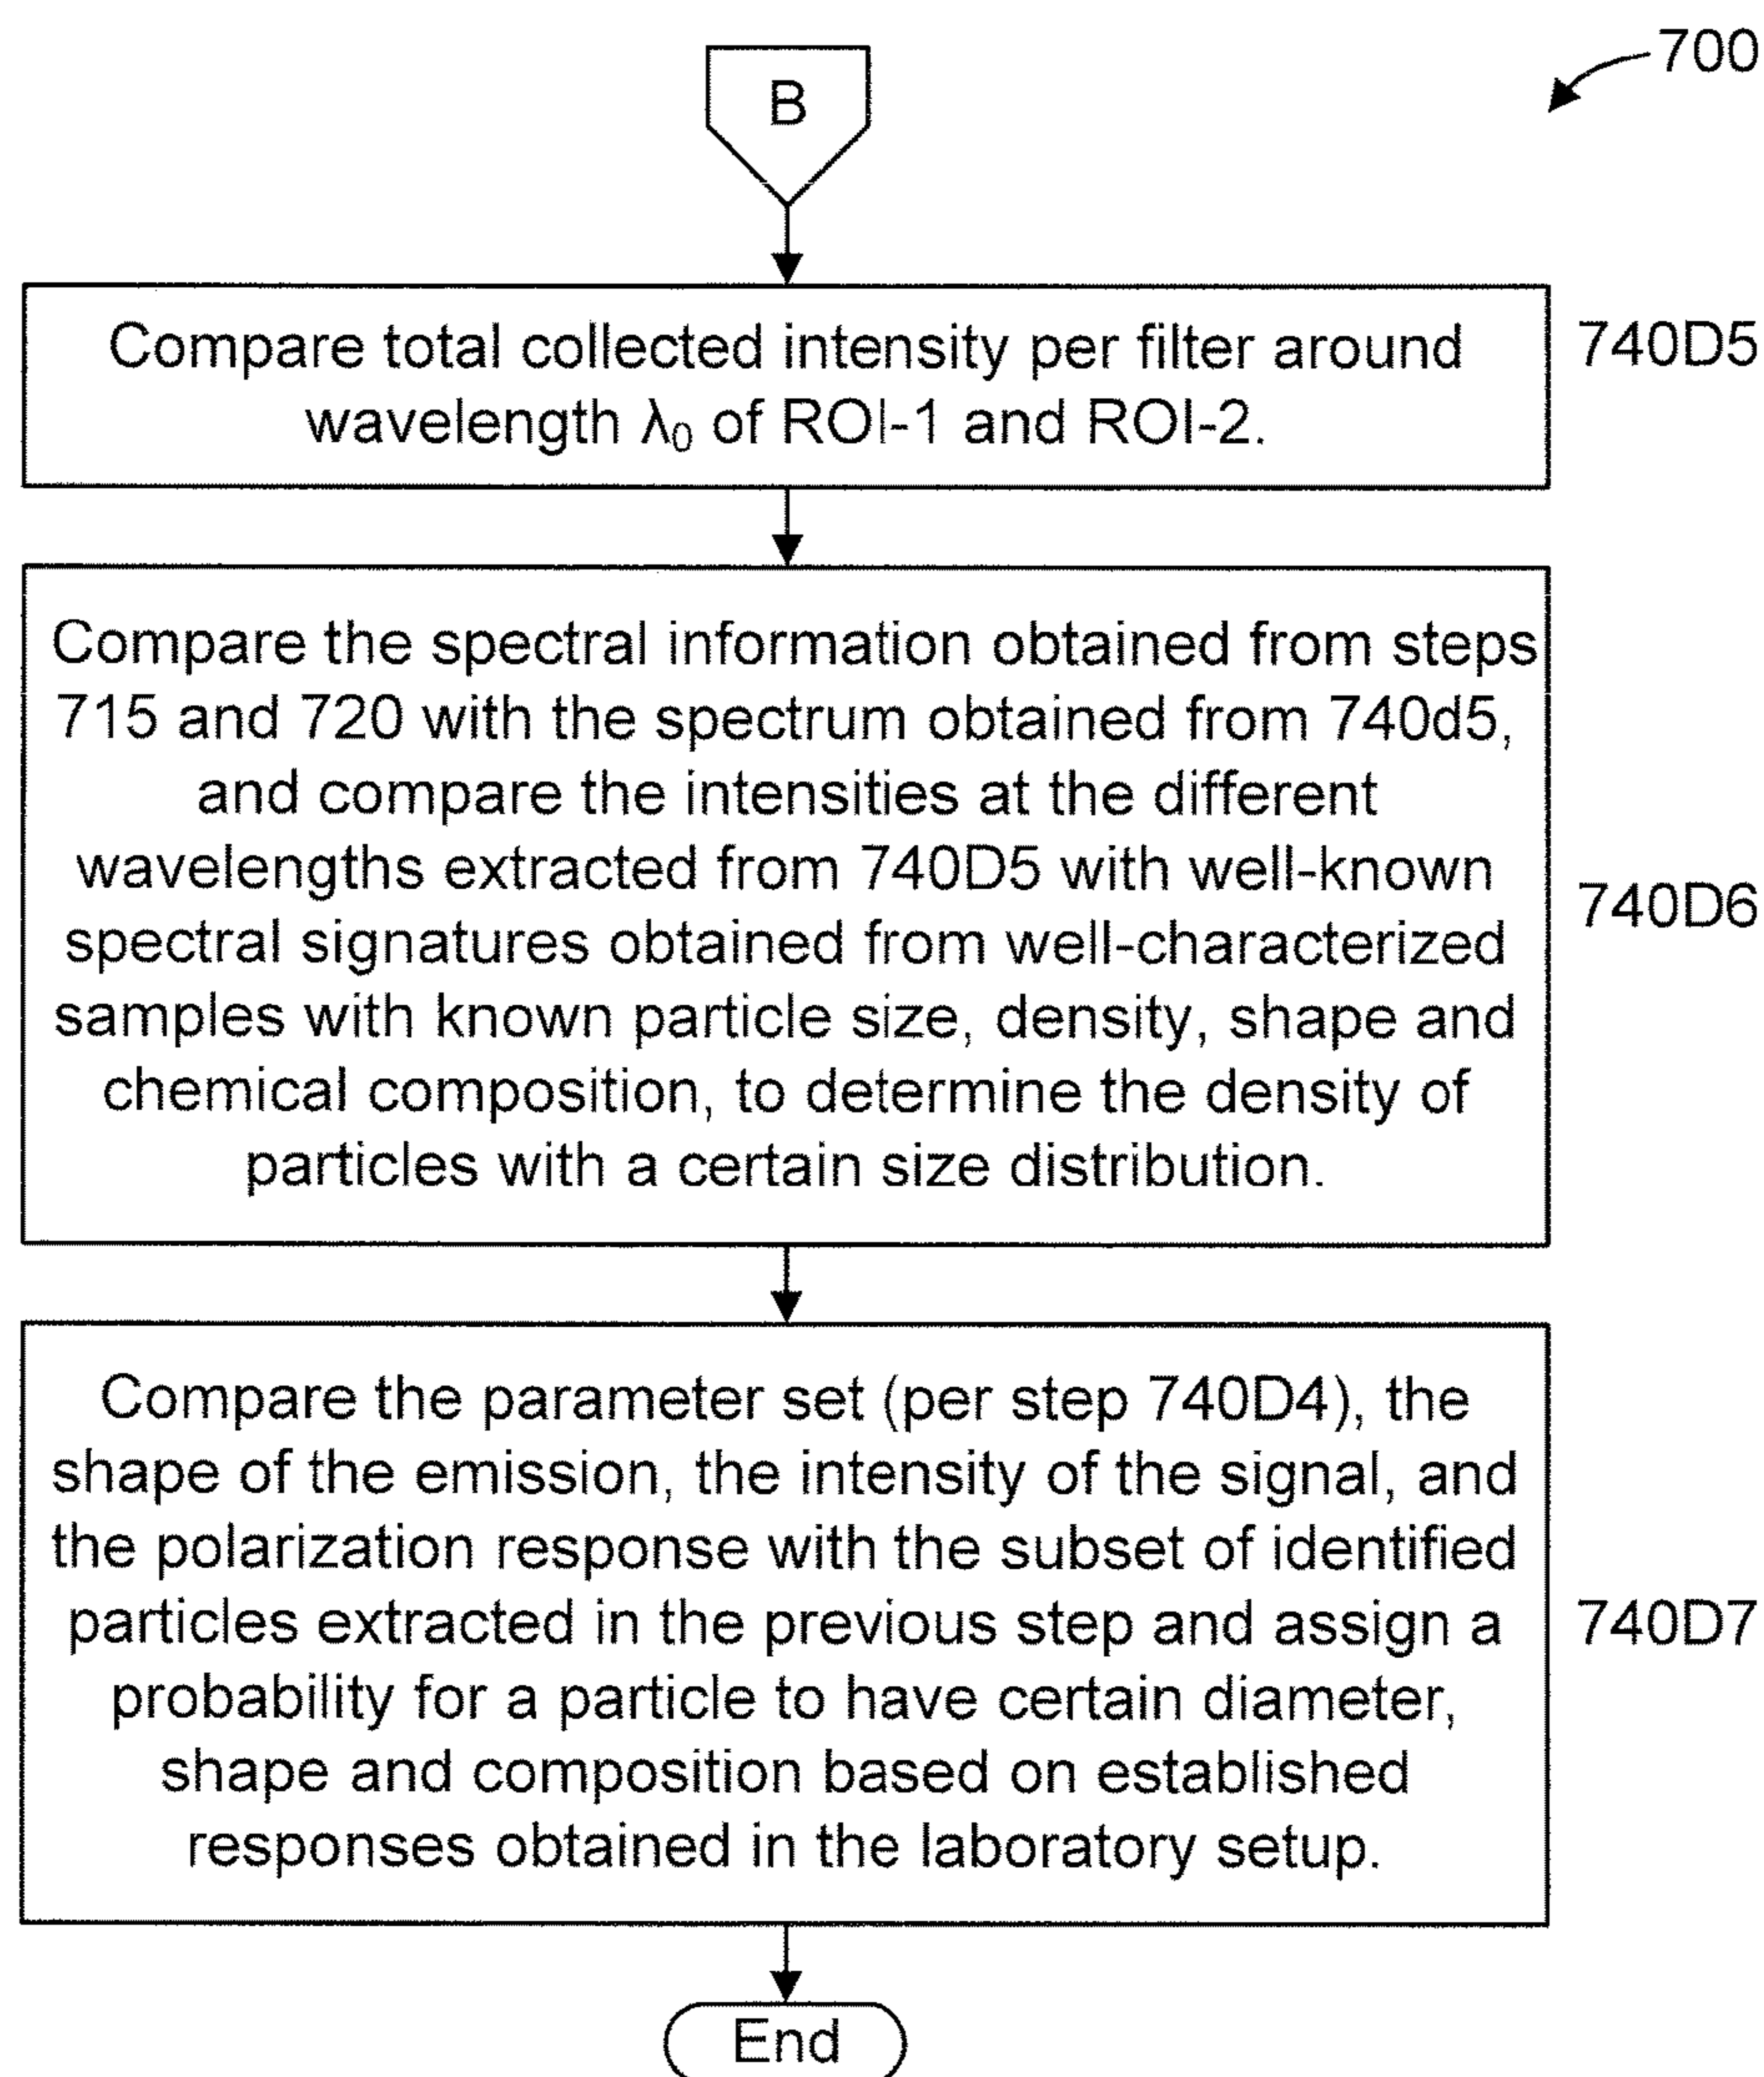 700
B
Compare total collected intensity per filter around
wavelength λ₀ of ROI-1 and ROI-2.
740D5
Compare the spectral information obtained from steps
715 and 720 with the spectrum obtained from 740d5,
and compare the intensities at the different
wavelengths extracted from 740D5 with well-known
spectral signatures obtained from well-characterized
samples with known particle size, density, shape and
chemical composition, to determine the density of
particles with a certain size distribution.
740D6
Compare the parameter set (per step 740D4), the
shape of the emission, the intensity of the signal, and
the polarization response with the subset of identified
particles extracted in the previous step and assign a
probability for a particle to have certain diameter,
shape and composition based on established
responses obtained in the laboratory setup.
740D7
End